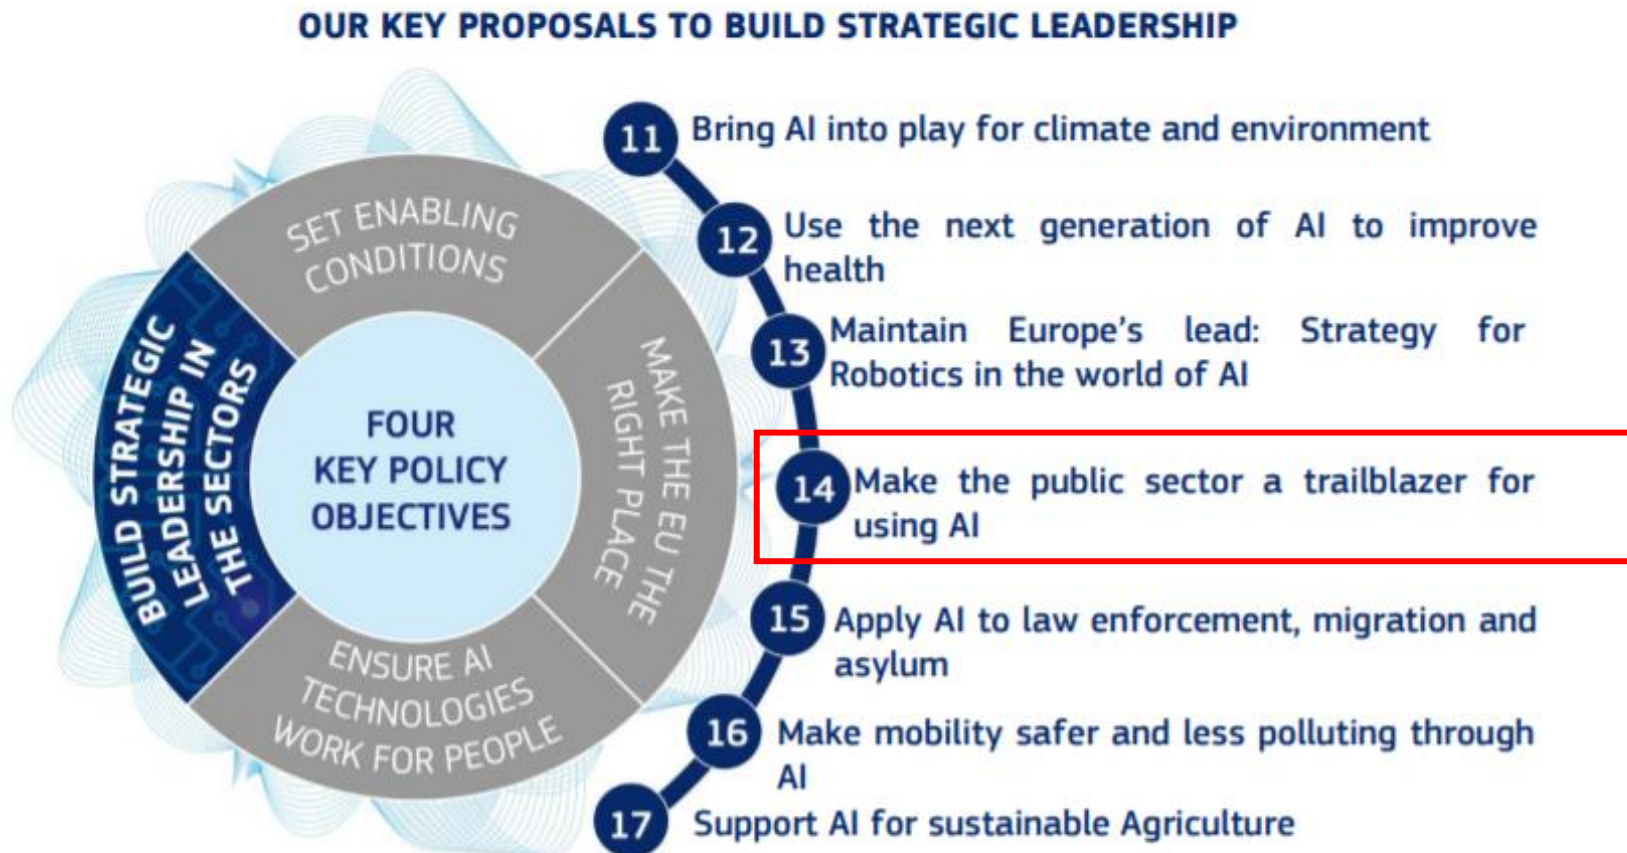 OUR KEY PROPOSALS TO BUILD STRATEGIC LEADERSHIP
SET ENABLING
CONDITIONS
MAKE THE EU THE
RIGHT PLACE
ENSURE AI
TECHNOLOGIES
WORK FOR PEOPLE
BUILD STRATEGIC
LEADERSHIP IN
THE SECTORS
FOUR
KEY POLICY
OBJECTIVES
11 Bring AI into play for climate and environment
12 Use the next generation of AI to improve
health
13 Maintain Europe's lead: Strategy for
Robotics in the world of AI
14 Make the public sector a trailblazer for
using AI
15 Apply AI to law enforcement, migration and
asylum
16 Make mobility safer and less polluting through
AI
17 Support AI for sustainable Agriculture